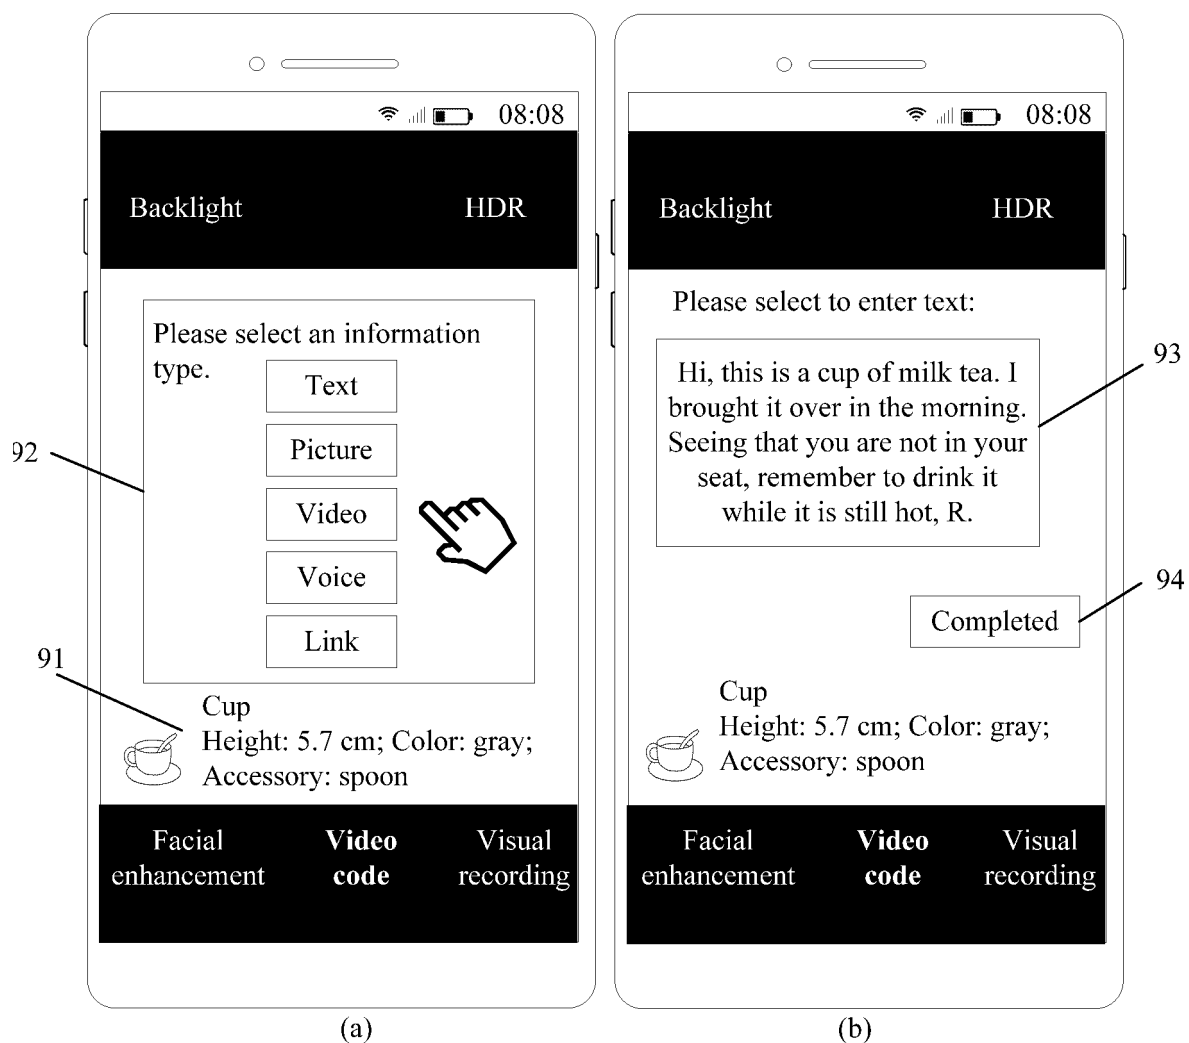 08:08
Backlight HDR
Please select an information
type.
Text
Picture
Video
Voice
Link
92
91
Cup
Height: 5.7 cm; Color: gray;
Accessory: spoon
Facial
enhancement
Video
code
Visual
recording
(a)
08:08
Backlight HDR
Please select to enter text:
Hi, this is a cup of milk tea. I
brought it over in the morning.
Seeing that you are not in your
seat, remember to drink it
while it is still hot, R.
93
Completed
94
Cup
Height: 5.7 cm; Color: gray;
Accessory: spoon
Facial
enhancement
Video
code
Visual
recording
(b)